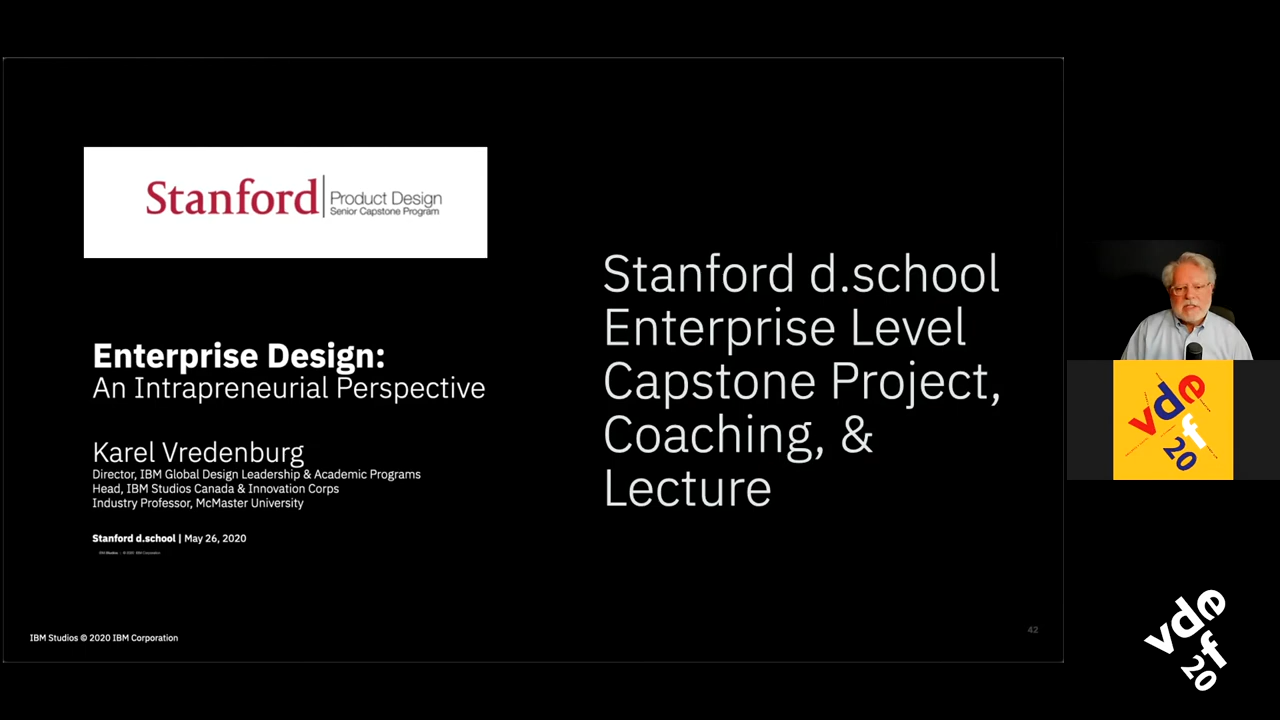 Stanford
Product Design
Senior Capstone Program
Enterprise Design:
An Intrapreneurial Perspective
Karel Vredenburg
Director, IBM Global Design Leadership & Academic Programs
Head, IBM Studios Canada & Innovation Corps
Industry Professor, McMaster University
Stanford d.school | May 26, 2020
Stanford d.school
Enterprise Level
Capstone Project,
Coaching, &
Lecture
IBM Studios © 2020 IBM Corporation
42
vdef
20
vdef
20